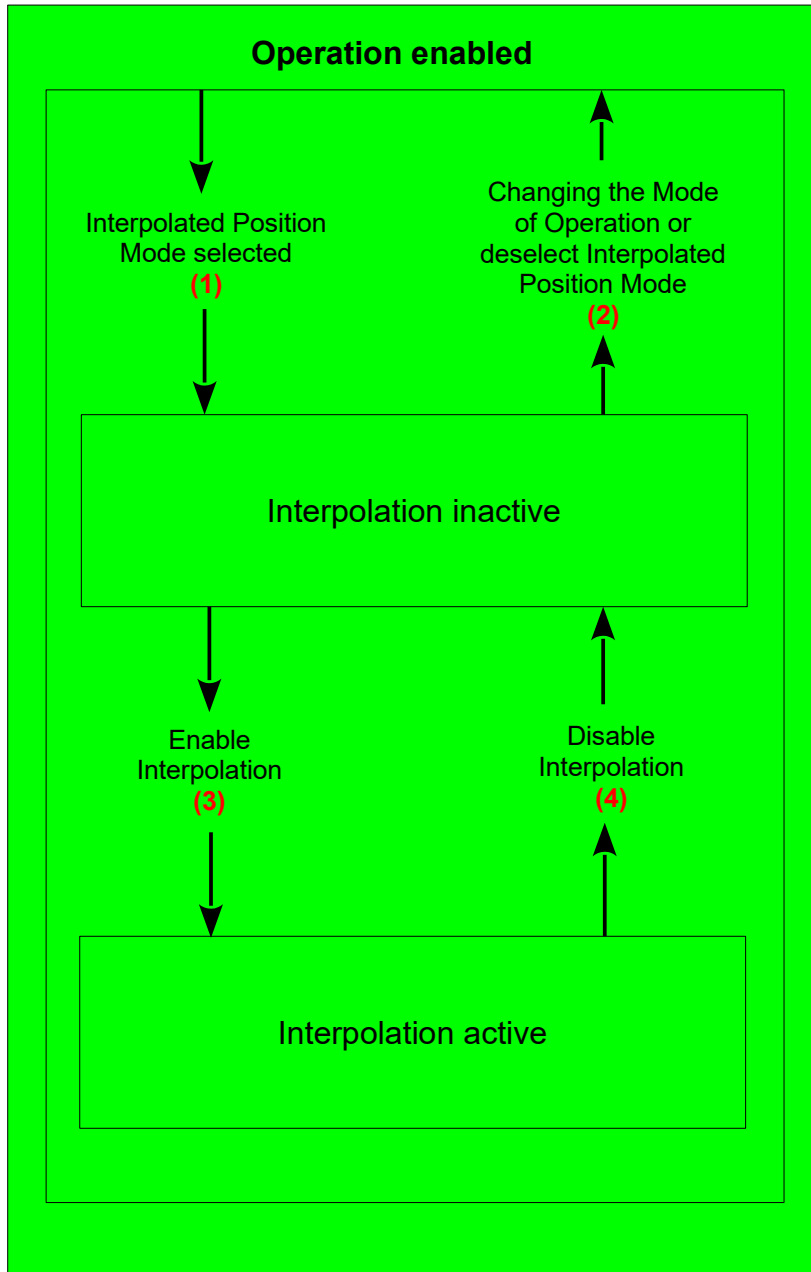 Operation enabled
Interpolated Position
Mode selected
(1)
Changing the Mode
of Operation or
deselect Interpolated
Position Mode
(2)
Interpolation inactive
Enable
Interpolation
(3)
Disable
Interpolation
(4)
Interpolation active